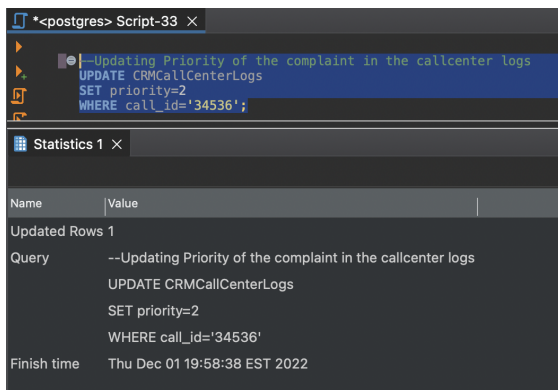 *<postgres> Script-33
--Updating Priority of the complaint in the callcenter logs
UPDATE CRMCallCenterLogs
SET priority=2
WHERE call_id='34536';
Statistics 1
Name Value
Updated Rows 1
Query --Updating Priority of the complaint in the callcenter logs
UPDATE CRMCallCenterLogs
SET priority=2
WHERE call_id='34536'
Finish time Thu Dec 01 19:58:38 EST 2022